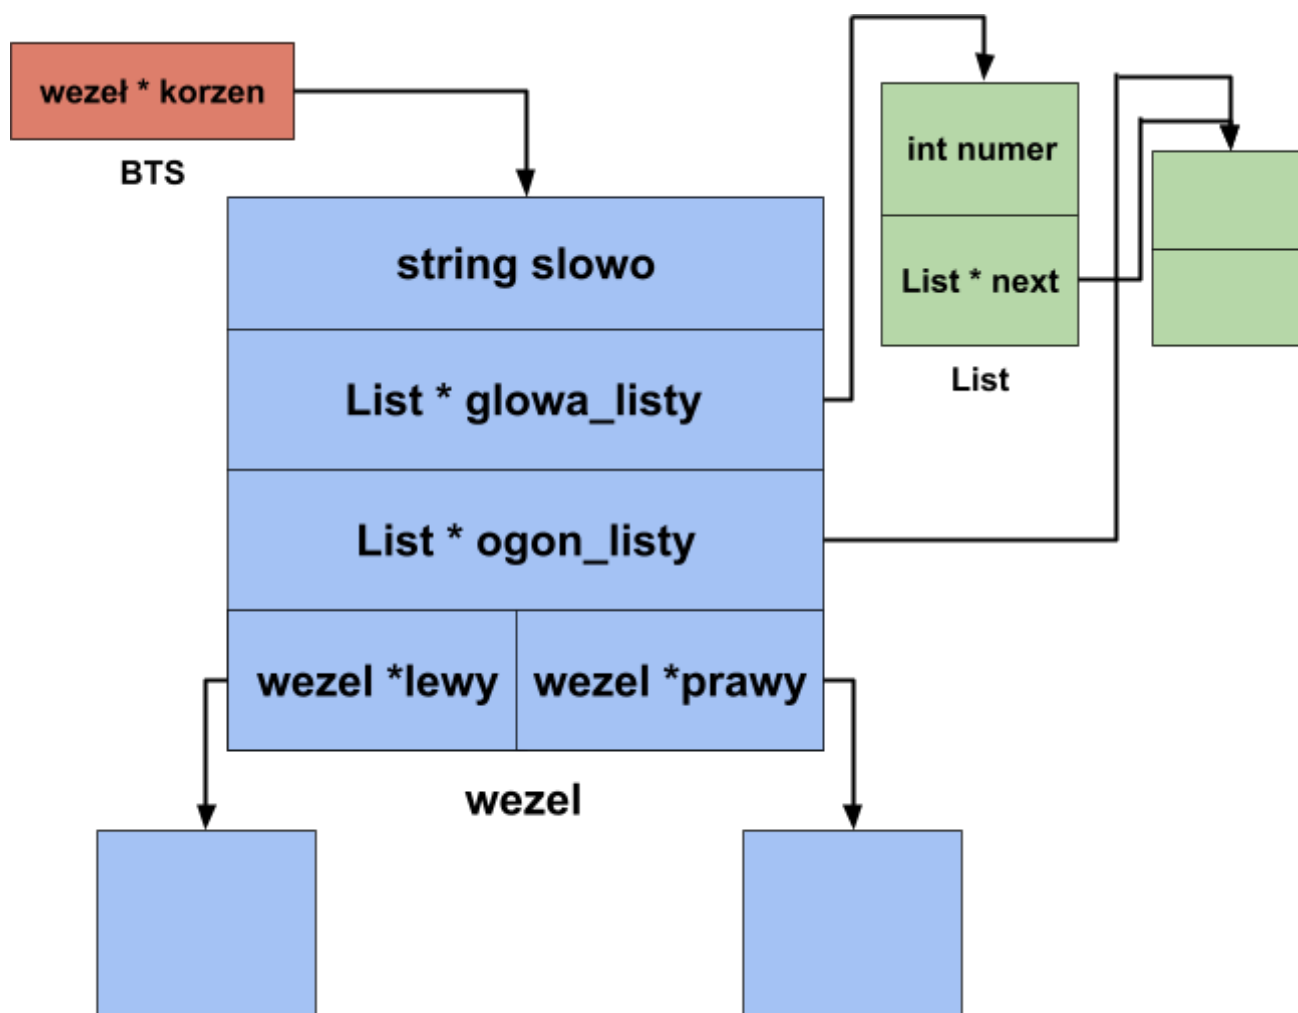 wezeł * korzen
BTS
string slowo
List * glowa_listy
List * ogon_listy
wezel *lewy
wezel *prawy
wezel
int numer
List * next
List